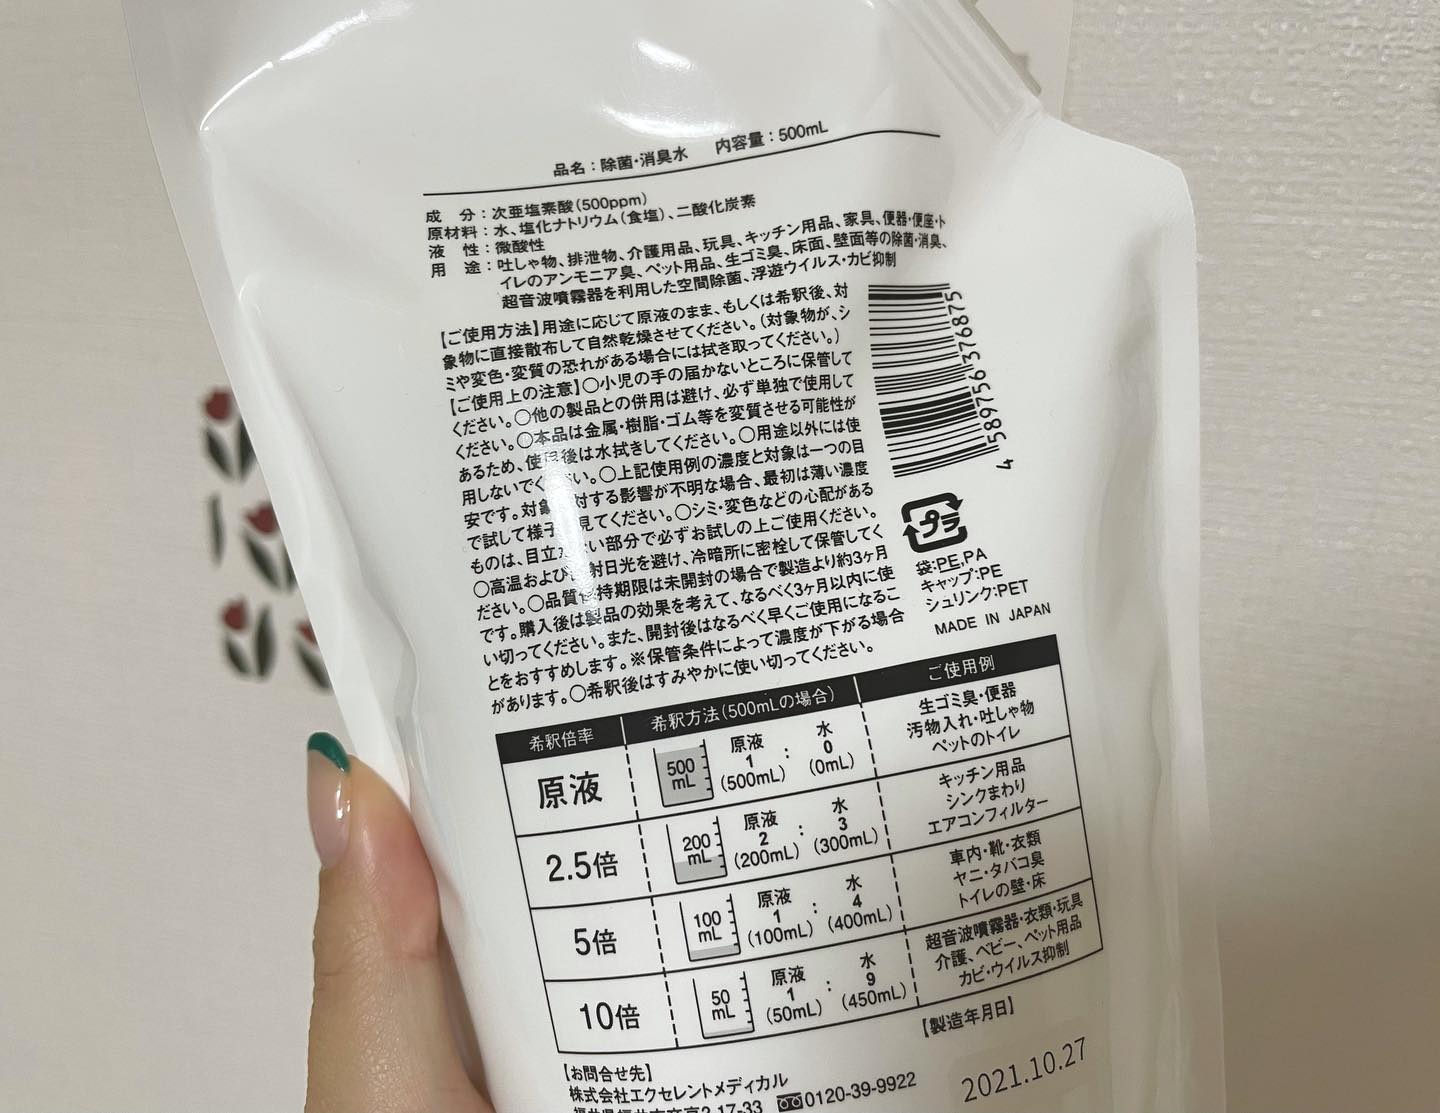 品名：除菌・消臭水　内容量：500mL
成　分：次亜塩素酸(500ppm)
原材料：水、塩化ナトリウム(食塩)、二酸化炭素
液　性：微酸性
用　途：吐しゃ物、排泄物、介護用品、玩具、キッチン用品、家具、便器・便座・ト
イレのアンモニア臭、ペット用品、生ゴミ臭、床面、壁面等の除菌・消臭、
超音波噴霧器を利用した空間除菌、浮遊ウイルス・カビ抑制
【ご使用方法】用途に応じて原液のまま、もしくは希釈後、対
象物に直接散布して自然乾燥させてください。(対象物が、シ
ミや変色・変質の恐れがある場合には拭き取ってください。)
【ご使用上の注意】○小児の手の届かないところに保管して
ください。○他の製品との併用は避け、必ず単独で使用して
ください。○本品は金属・樹脂・ゴム等を変質させる可能性が
あるため、使用後は水拭きしてください。○用途以外には使
用しないでください。○上記使用例の濃度と対象は一つの目
安です。対象 対する影響が不明な場合、最初は薄い濃度
で試して様子 見てください。○シミ・変色などの心配がある
ものは、目立 い部分で必ずお試しの上ご使用ください。
○高温および 射日光を避け、冷暗所に密栓して保管してく
ださい。○品質 持期限は未開封の場合で製造より約3ヶ月
です。購入後は製品の効果を考えて、なるべく3ヶ月以内に使
い切ってください。また、開封後はなるべく早くご使用になるこ
とをおすすめします。※保管条件によって濃度が下がる場合
があります。○希釈後はすみやかに使い切ってください。
4 589756 376875
プラ
袋:PE,PA
キャップ:PE
シュリンク:PET
MADE IN JAPAN
希釈倍率 希釈方法(500mLの場合) ご使用例
原液 500 mL 原液 1 (500mL) : 水 0 (0mL) 生ゴミ臭・便器 汚物入れ・吐しゃ物 ペットのトイレ
2.5倍 200 mL 原液 2 (200mL) : 水 3 (300mL) キッチン用品 シンクまわり エアコンフィルター
5倍 100 mL 原液 1 (100mL) : 水 4 (400mL) 車内・靴・衣類 ヤニ・タバコ臭 トイレの壁・床
10倍 50 mL 原液 1 (50mL) : 水 9 (450mL) 超音波噴霧器・衣類・玩具 介護、ベビー、ペット用品 カビ・ウイルス抑制
【製造年月日】
2021.10.27
【お問合せ先】
株式会社エクセレントメディカル
2-17-33 0120-39-9922